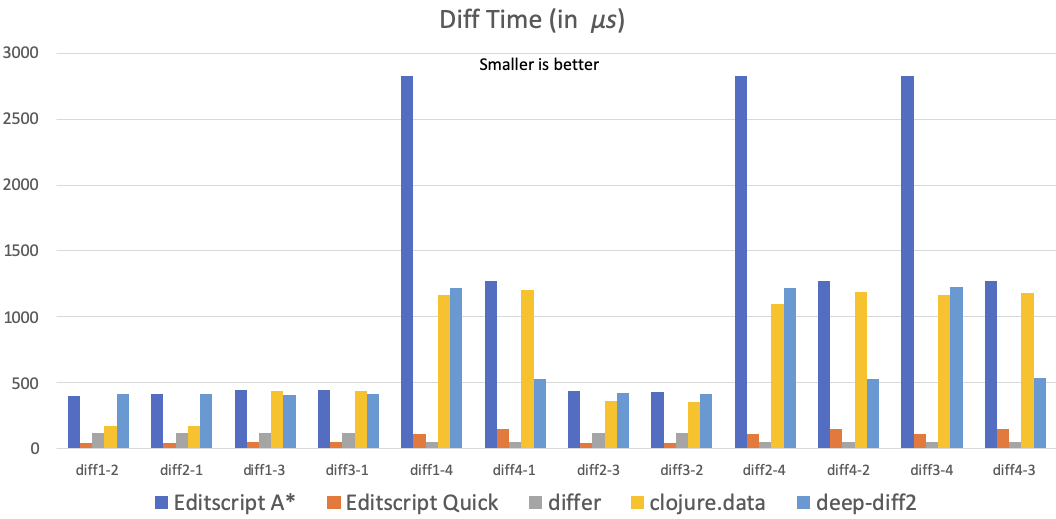 Diff Time (in μs)
Smaller is better
3000
2500
2000
1500
1000
500
0
diff1-2 diff2-1 diff1-3 diff3-1 diff1-4 diff4-1 diff2-3 diff3-2 diff2-4 diff4-2 diff3-4 diff4-3
Editscript A* Editscript Quick differ clojure.data deep-diff2